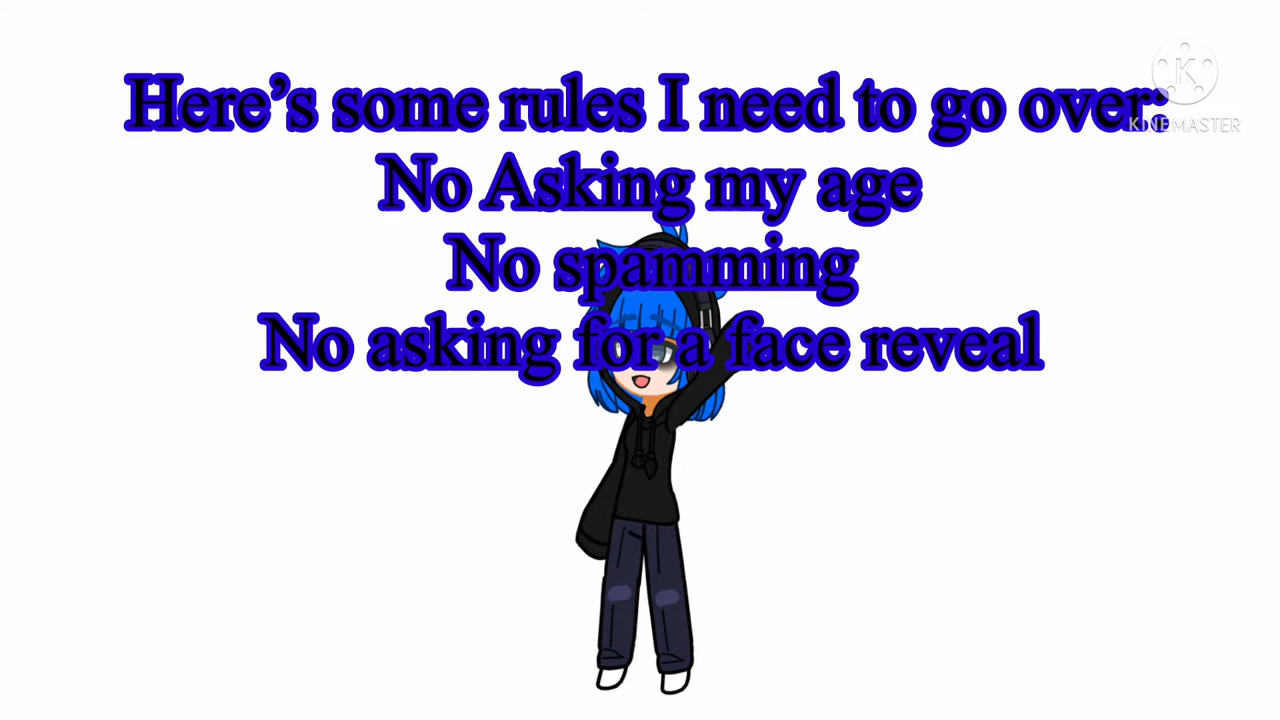 Here's some rules I need to go over:
No Asking my age
No spamming
No asking for a face reveal
K
KINEMASTER